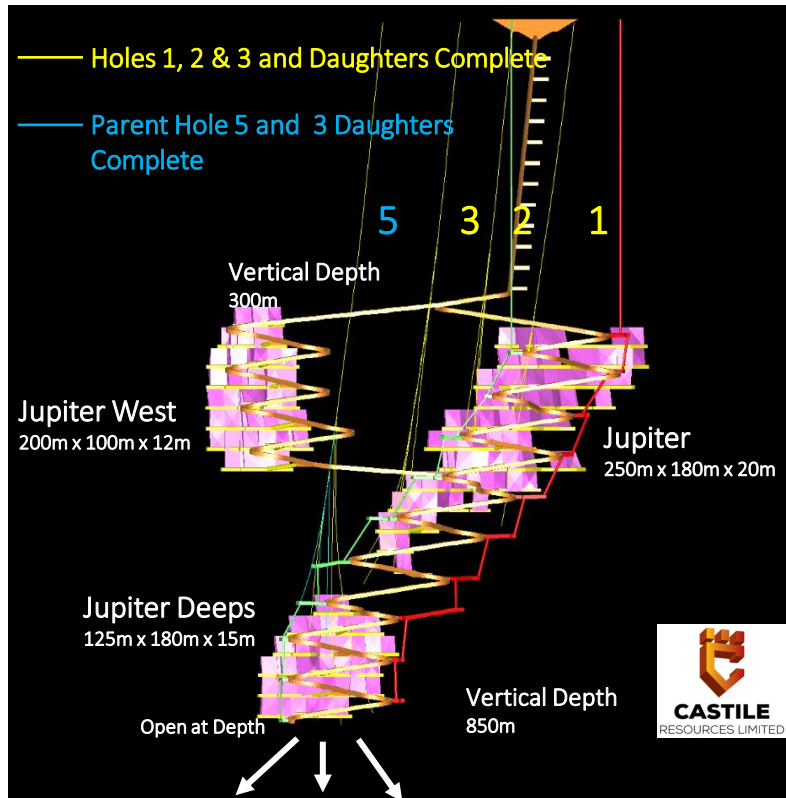 Holes 1, 2 & 3 and Daughters Complete
Parent Hole 5 and 3 Daughters
Complete
5
3
2
1
Vertical Depth
300m
Jupiter West
200m x 100m x 12m
Jupiter
250m x 180m x 20m
Jupiter Deeps
125m x 180m x 15m
Vertical Depth
850m
Open at Depth
CASTILE
RESOURCES LIMITED